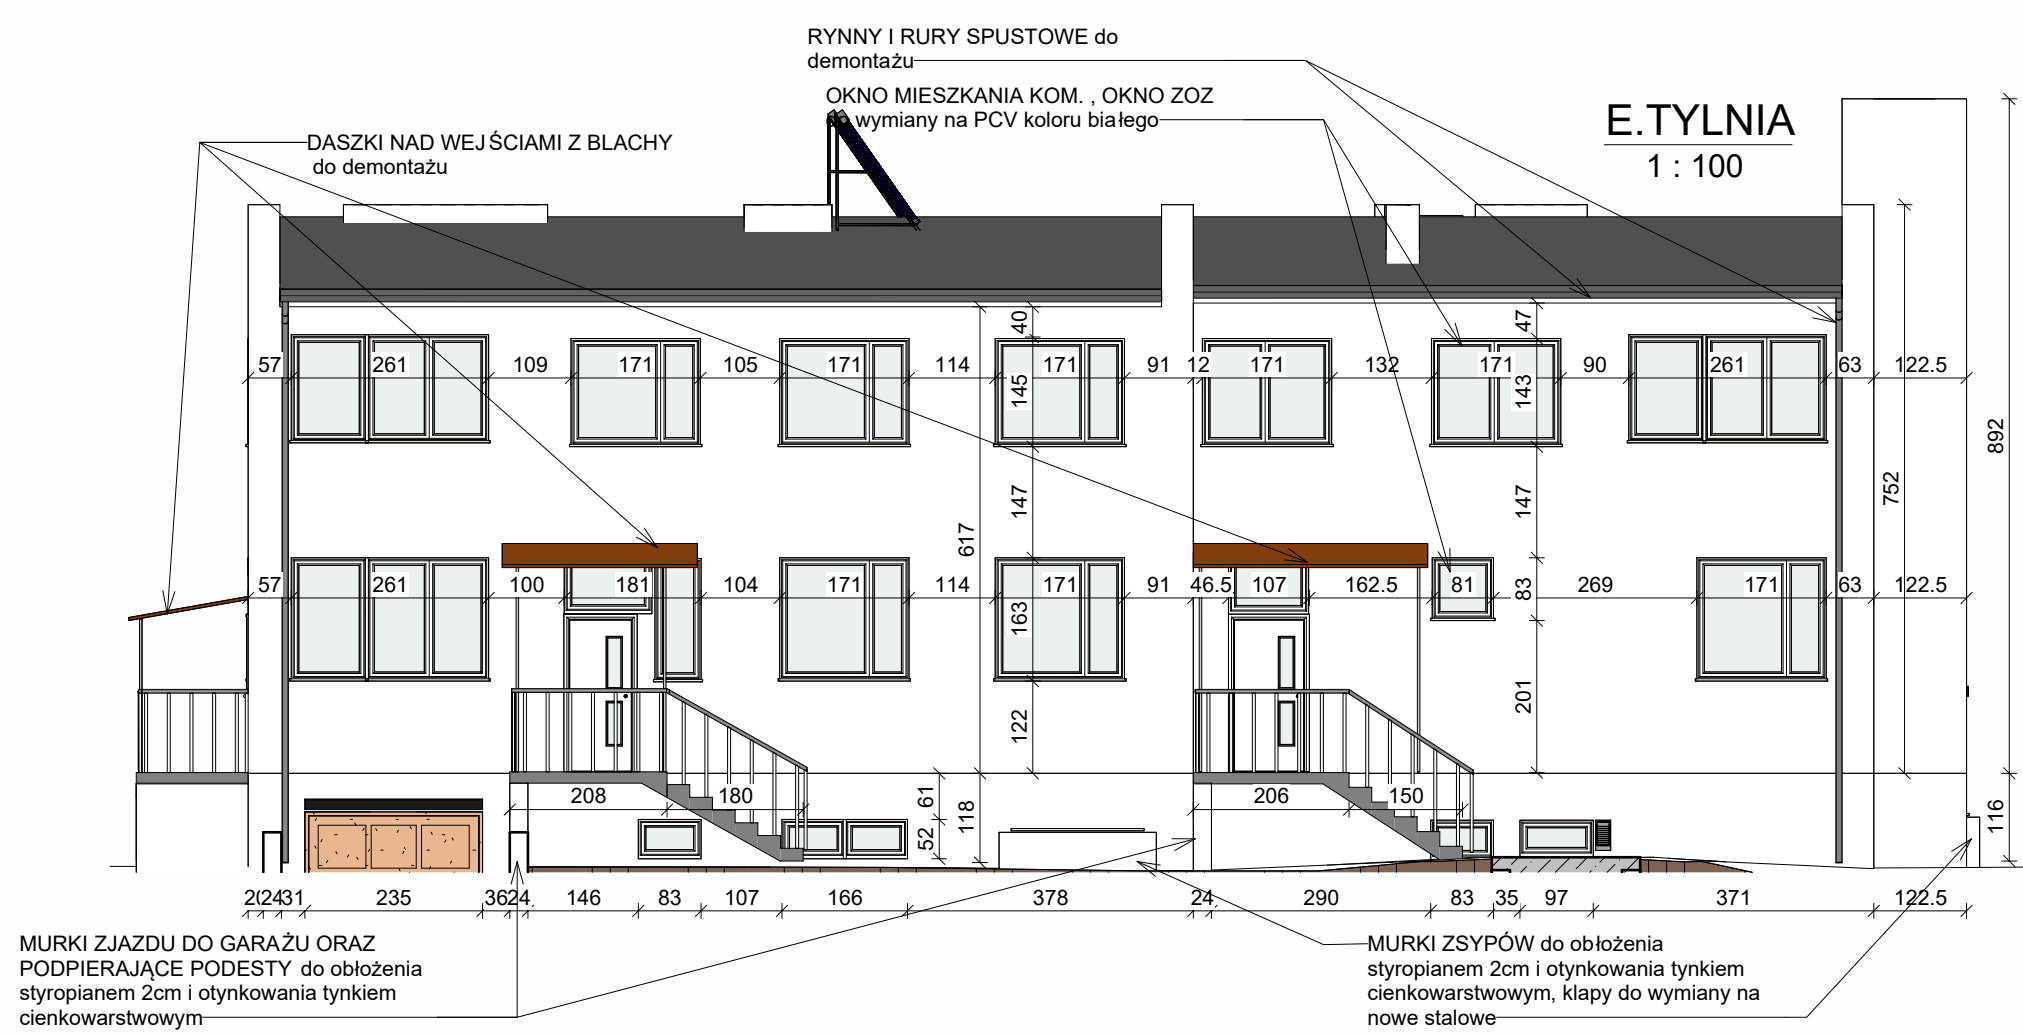 RYNNY I RURY SPUSTOWE do
demontażu
OKNO MIESZKANIA KOM. , OKNO ZOZ
wymiany na PCV koloru białego
E.TYLNIA
1 : 100
DASZKI NAD WEJŚCIAMI Z BLACHY
do demontażu
40
47
57 261 109 171 105 171 114 171 91 12 171 132 171 90 261 63 122.5
145
143
892
752
147
147
617
57 261 100 181 104 171 114 171 91 46.5 107 162.5 81 269 171 63 122.5
163
83
122
201
208 180 61 118 206 150 116
52
20 24 31 235 36 24 146 83 107 166 378 24 290 83 35 97 371 122.5
MURKI ZJAZDU DO GARAŻU ORAZ
PODPIERAJĄCE PODESTY do obłożenia
styropianem 2cm i otynkowania tynkiem
cienkowarstwowym
MURKI ZSYPÓW do obłożenia
styropianem 2cm i otynkowania tynkiem
cienkowarstwowym, klapy do wymiany na
nowe stalowe